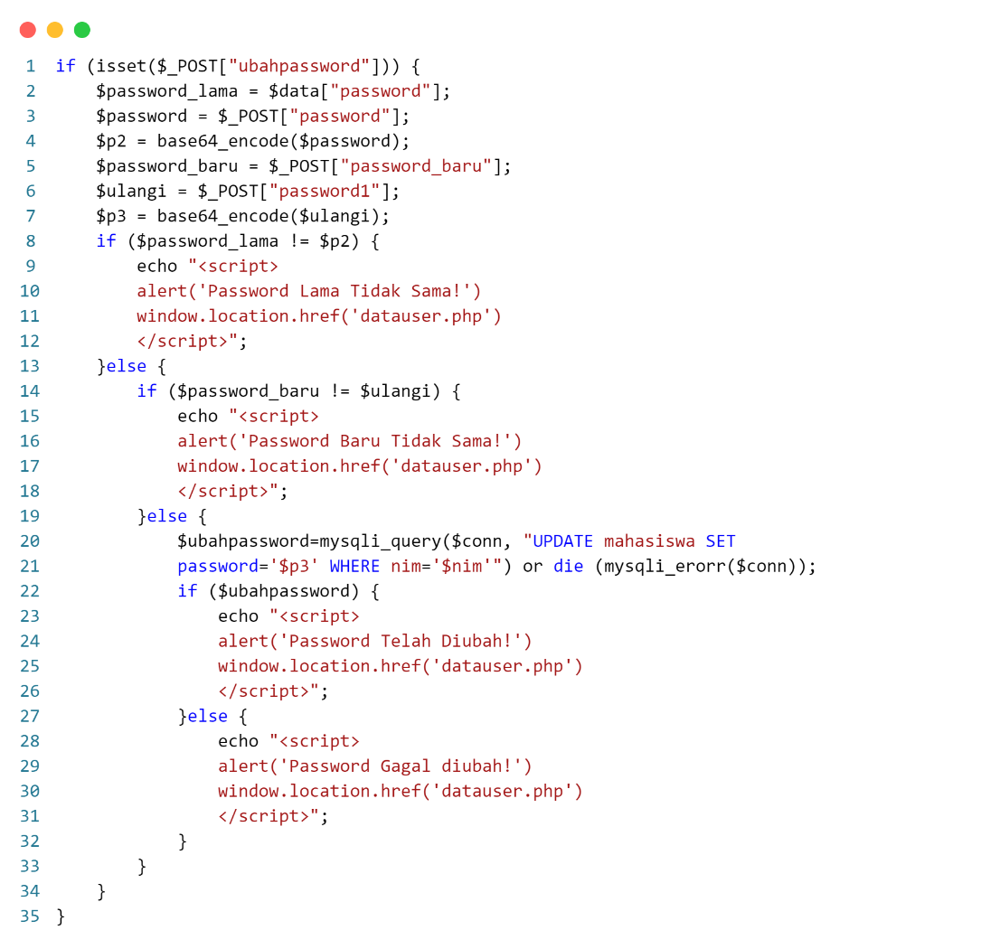 1 if (isset($_POST["ubahpassword"])) {
2     $password_lama = $data["password"];
3     $password = $_POST["password"];
4     $p2 = base64_encode($password);
5     $password_baru = $_POST["password_baru"];
6     $ulangi = $_POST["password1"];
7     $p3 = base64_encode($ulangi);
8     if ($password_lama != $p2) {
9         echo "<script>
10         alert('Password Lama Tidak Sama!')
11         window.location.href('datauser.php')
12         </script>";
13     }else {
14         if ($password_baru != $ulangi) {
15             echo "<script>
16             alert('Password Baru Tidak Sama!')
17             window.location.href('datauser.php')
18             </script>";
19         }else {
20             $ubahpassword=mysqli_query($conn, "UPDATE mahasiswa SET
21             password='$p3' WHERE nim='$nim'") or die (mysqli_erorr($conn));
22             if ($ubahpassword) {
23                 echo "<script>
24                 alert('Password Telah Diubah!')
25                 window.location.href('datauser.php')
26                 </script>";
27             }else {
28                 echo "<script>
29                 alert('Password Gagal diubah!')
30                 window.location.href('datauser.php')
31                 </script>";
32             }
33         }
34     }
35 }